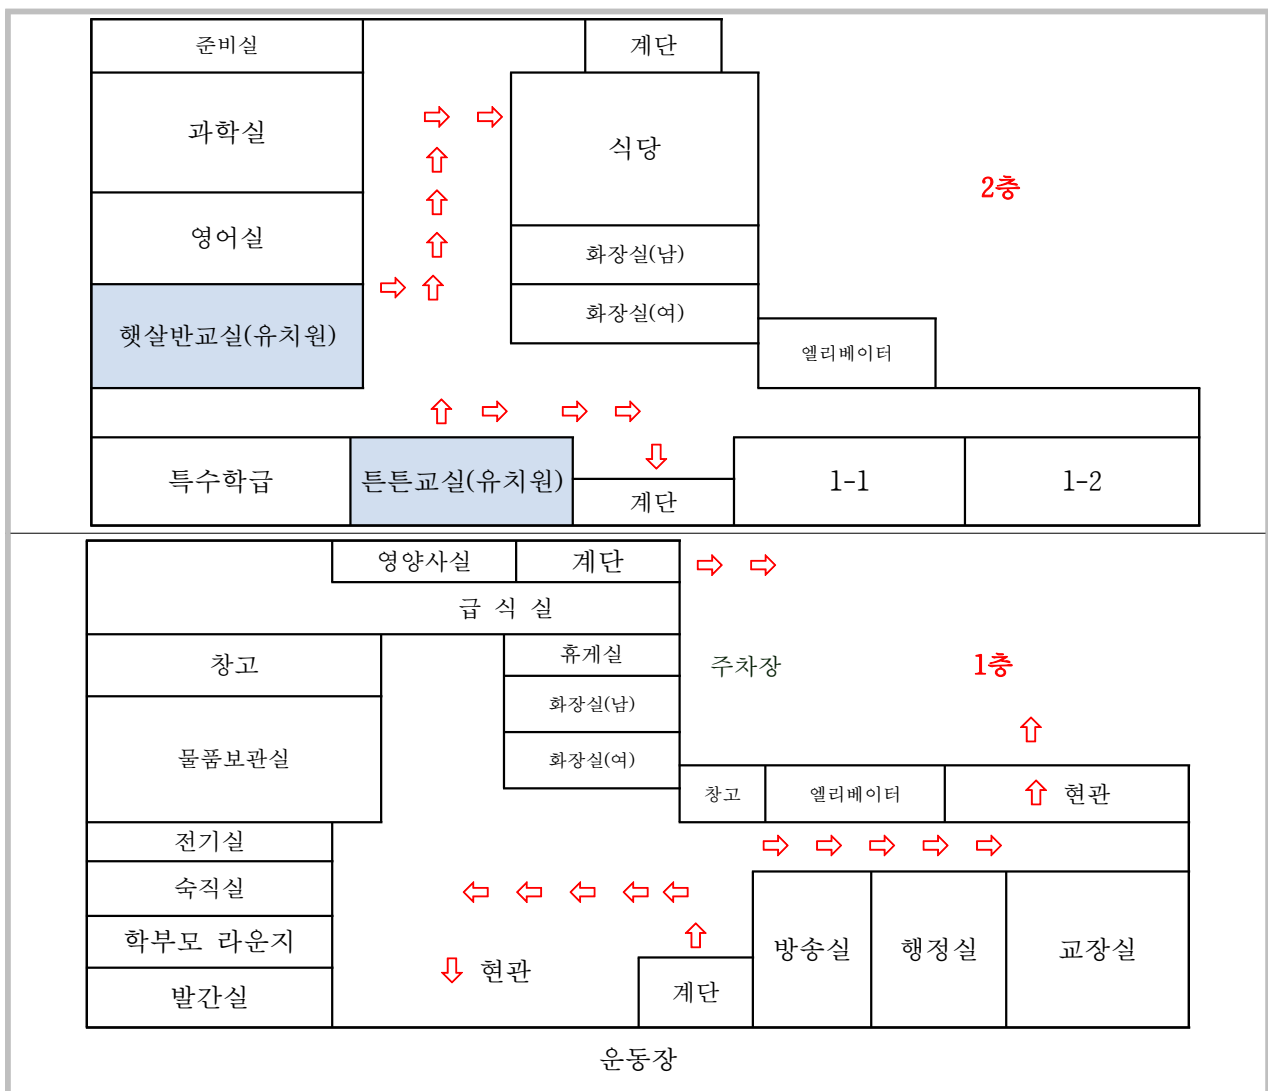 준비실
계단
과학실
식당
2층
영어실
화장실(남)
화장실(여)
햇살반교실(유치원)
엘리베이터
특수학급
튼튼교실(유치원)
계단
1-1
1-2
영양사실
계단
급 식 실
창고
휴게실
주차장
1층
화장실(남)
물품보관실
화장실(여)
창고
엘리베이터
현관
전기실
숙직실
학부모 라운지
방송실
행정실
교장실
현관
발간실
계단
운동장